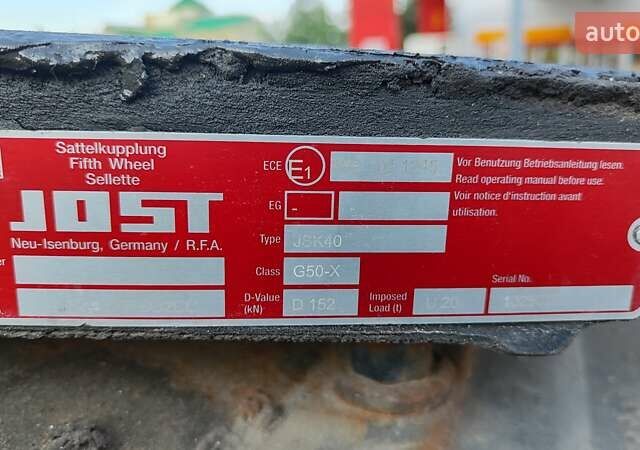 auto
Sattelkupplung
Fifth Wheel
Sellette
JOST
Neu-Isenburg, Germany / R.F.A.
ECE E1
Vor Benutzung Betriebsanleitung lesen.
Read operating manual before use.
Voir notice d'instruction avant
utilisation.
EG -
Type JSK40
Class G50-X
D-Value
(kN) D 152
Imposed
Load (t) U 20
Serial No.